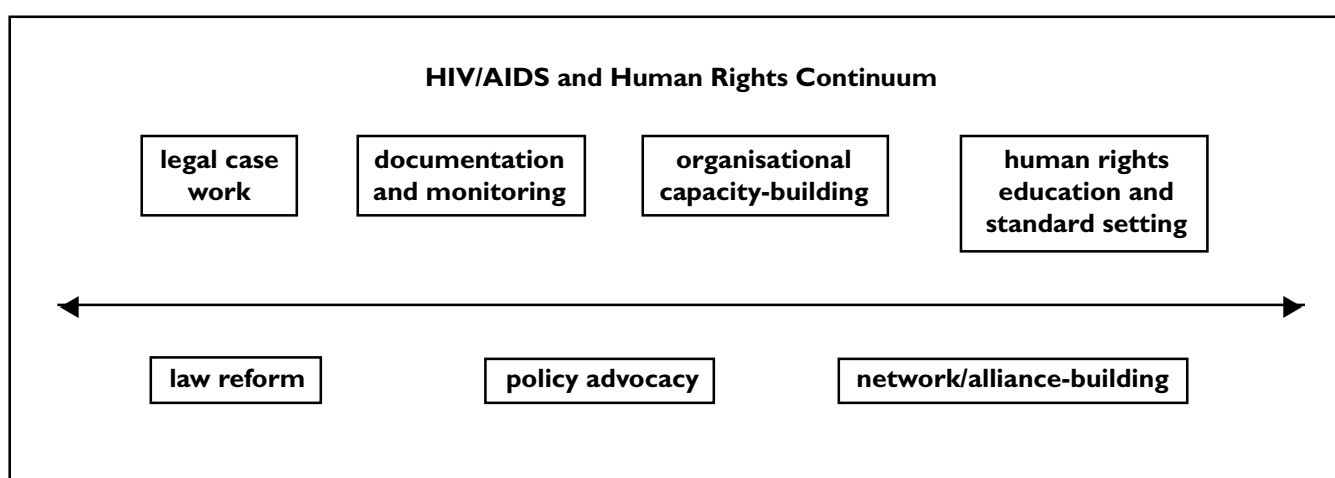 HIV/AIDS and Human Rights Continuum
legal case
work
documentation
and monitoring
organisational
capacity-building
human rights
education and
standard setting
law reform
policy advocacy
network/alliance-building